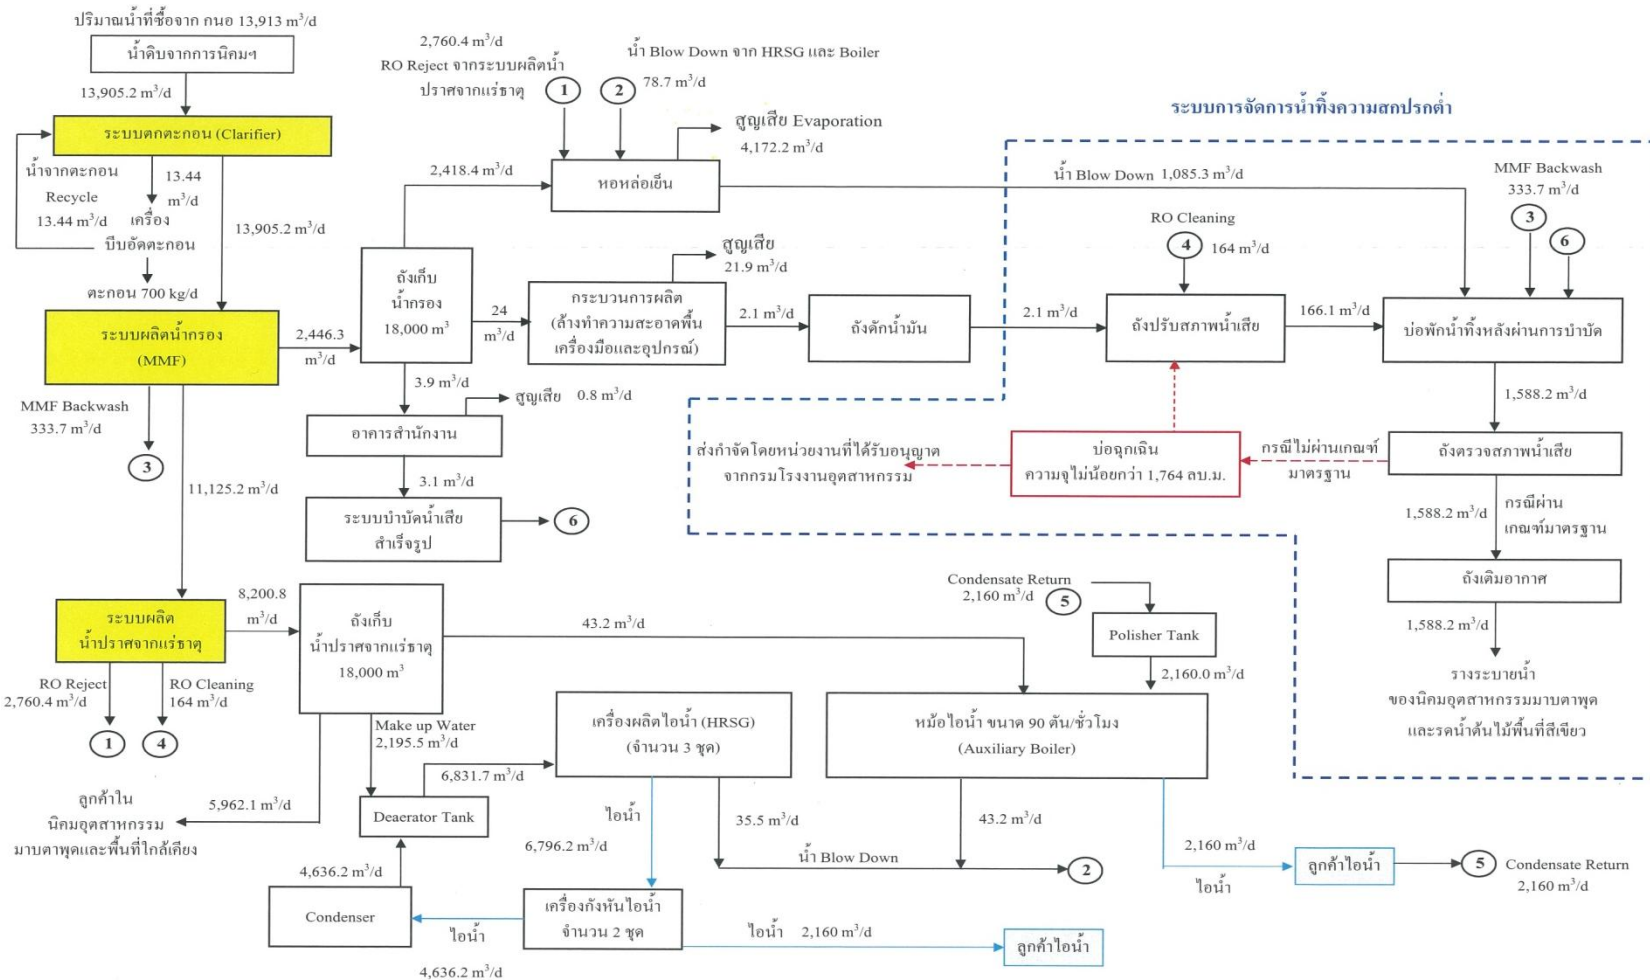 ปริมาณน้ำที่ซื้อจาก กนอ 13,913 m³/d
น้ำดิบจากการนิคมฯ
13,905.2 m³/d
ระบบตกตะกอน (Clarifier)
น้ำจากตะกอน
Recycle
13.44 m³/d
13.44
m³/d
เครื่อง
บีบอัดตะกอน
ตะกอน 700 kg/d
13,905.2 m³/d
ระบบผลิตน้ำกรอง
(MMF)
2,446.3
m³/d
MMF Backwash
333.7 m³/d
3
11,125.2 m³/d
2,760.4 m³/d
RO Reject จากระบบผลิตน้ำ
ปราศจากแร่ธาตุ
1
น้ำ Blow Down จาก HRSG และ Boiler
2
78.7 m³/d
สูญเสีย Evaporation
4,172.2 m³/d
2,418.4 m³/d
หอหล่อเย็น
ถังเก็บ
น้ำกรอง
18,000 m³
24
m³/d
กระบวนการผลิต
(ล้างทำความสะอาดพื้น
เครื่องมือและอุปกรณ์)
สูญเสีย
21.9 m³/d
2.1 m³/d
ถังดักน้ำมัน
2.1 m³/d
3.9 m³/d
สูญเสีย 0.8 m³/d
อาคารสำนักงาน
3.1 m³/d
ระบบบำบัดน้ำเสีย
สำเร็จรูป
6
ระบบการจัดการน้ำทิ้งความสกปรกต่ำ
น้ำ Blow Down 1,085.3 m³/d
MMF Backwash
333.7 m³/d
3
6
RO Cleaning
4
164 m³/d
ถังปรับสภาพน้ำเสีย
166.1 m³/d
บ่อพักน้ำทิ้งหลังผ่านการบำบัด
1,588.2 m³/d
ถังตรวจสภาพน้ำเสีย
กรณีไม่ผ่านเกณฑ์
มาตรฐาน
บ่อฉุกเฉิน
ความจุไม่น้อยกว่า 1,764 ลบ.ม.
ส่งกำจัดโดยหน่วยงานที่ได้รับอนุญาต
จากกรมโรงงานอุตสาหกรรม
1,588.2 m³/d
กรณีผ่าน
เกณฑ์มาตรฐาน
ถังเติมอากาศ
1,588.2 m³/d
รางระบายน้ำ
ของนิคมอุตสาหกรรมมาบตาพุด
และรดน้ำต้นไม้พื้นที่สีเขียว
ระบบผลิต
น้ำปราศจากแร่ธาตุ
8,200.8
m³/d
RO Reject
2,760.4 m³/d
1
RO Cleaning
164 m³/d
4
ถังเก็บ
น้ำปราศจากแร่ธาตุ
18,000 m³
43.2 m³/d
Condensate Return
2,160 m³/d
5
Polisher Tank
2,160.0 m³/d
Make up Water
2,195.5 m³/d
5,962.1 m³/d
ลูกค้าใน
นิคมอุตสาหกรรม
มาบตาพุดและพื้นที่ใกล้เคียง
6,831.7 m³/d
Deaerator Tank
เครื่องผลิตไอน้ำ (HRSG)
(จำนวน 3 ชุด)
หม้อไอน้ำ ขนาด 90 ตัน/ชั่วโมง
(Auxiliary Boiler)
ไอน้ำ
6,796.2 m³/d
35.5 m³/d
43.2 m³/d
น้ำ Blow Down
2
2,160 m³/d
ไอน้ำ
ลูกค้าไอน้ำ
5
Condensate Return
2,160 m³/d
4,636.2 m³/d
Condenser
ไอน้ำ
4,636.2 m³/d
เครื่องกังหันไอน้ำ
จำนวน 2 ชุด
ไอน้ำ 2,160 m³/d
ลูกค้าไอน้ำ